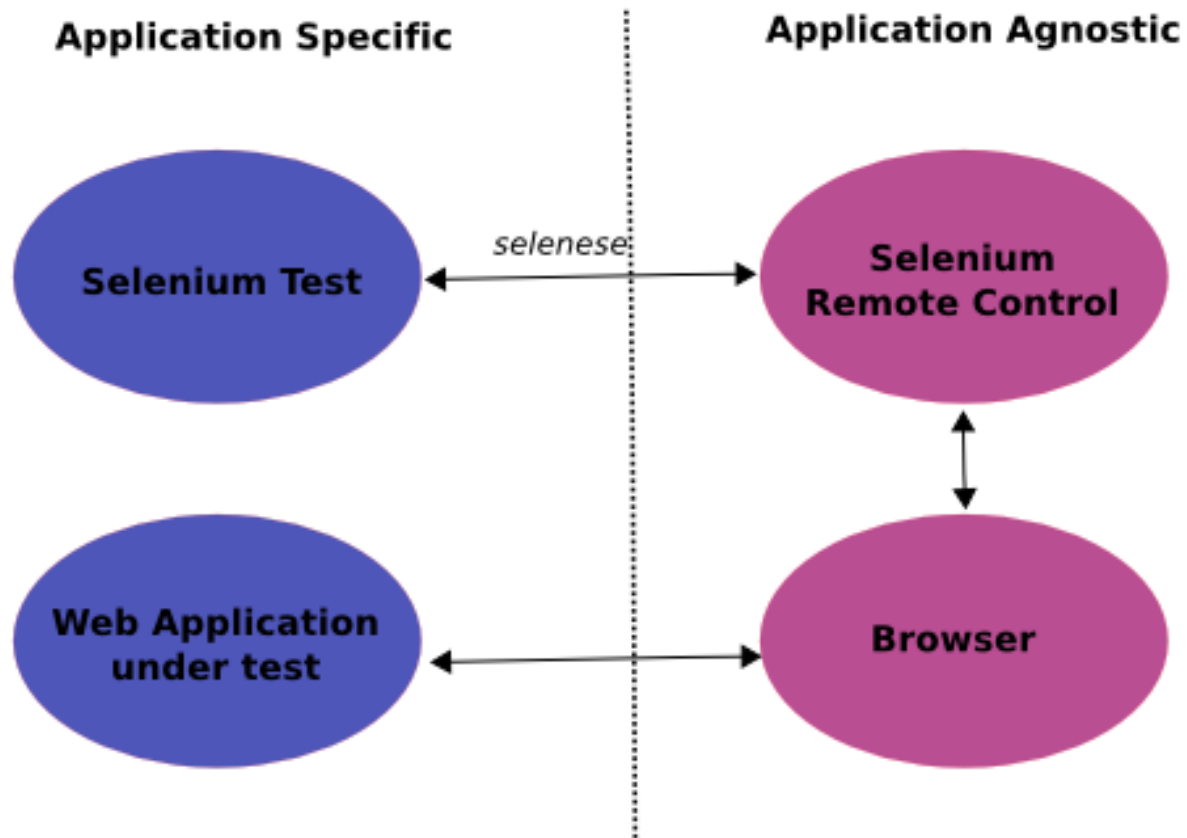 Application Specific
Application Agnostic
selenese
Selenium Test
Selenium
Remote Control
Web Application
under test
Browser